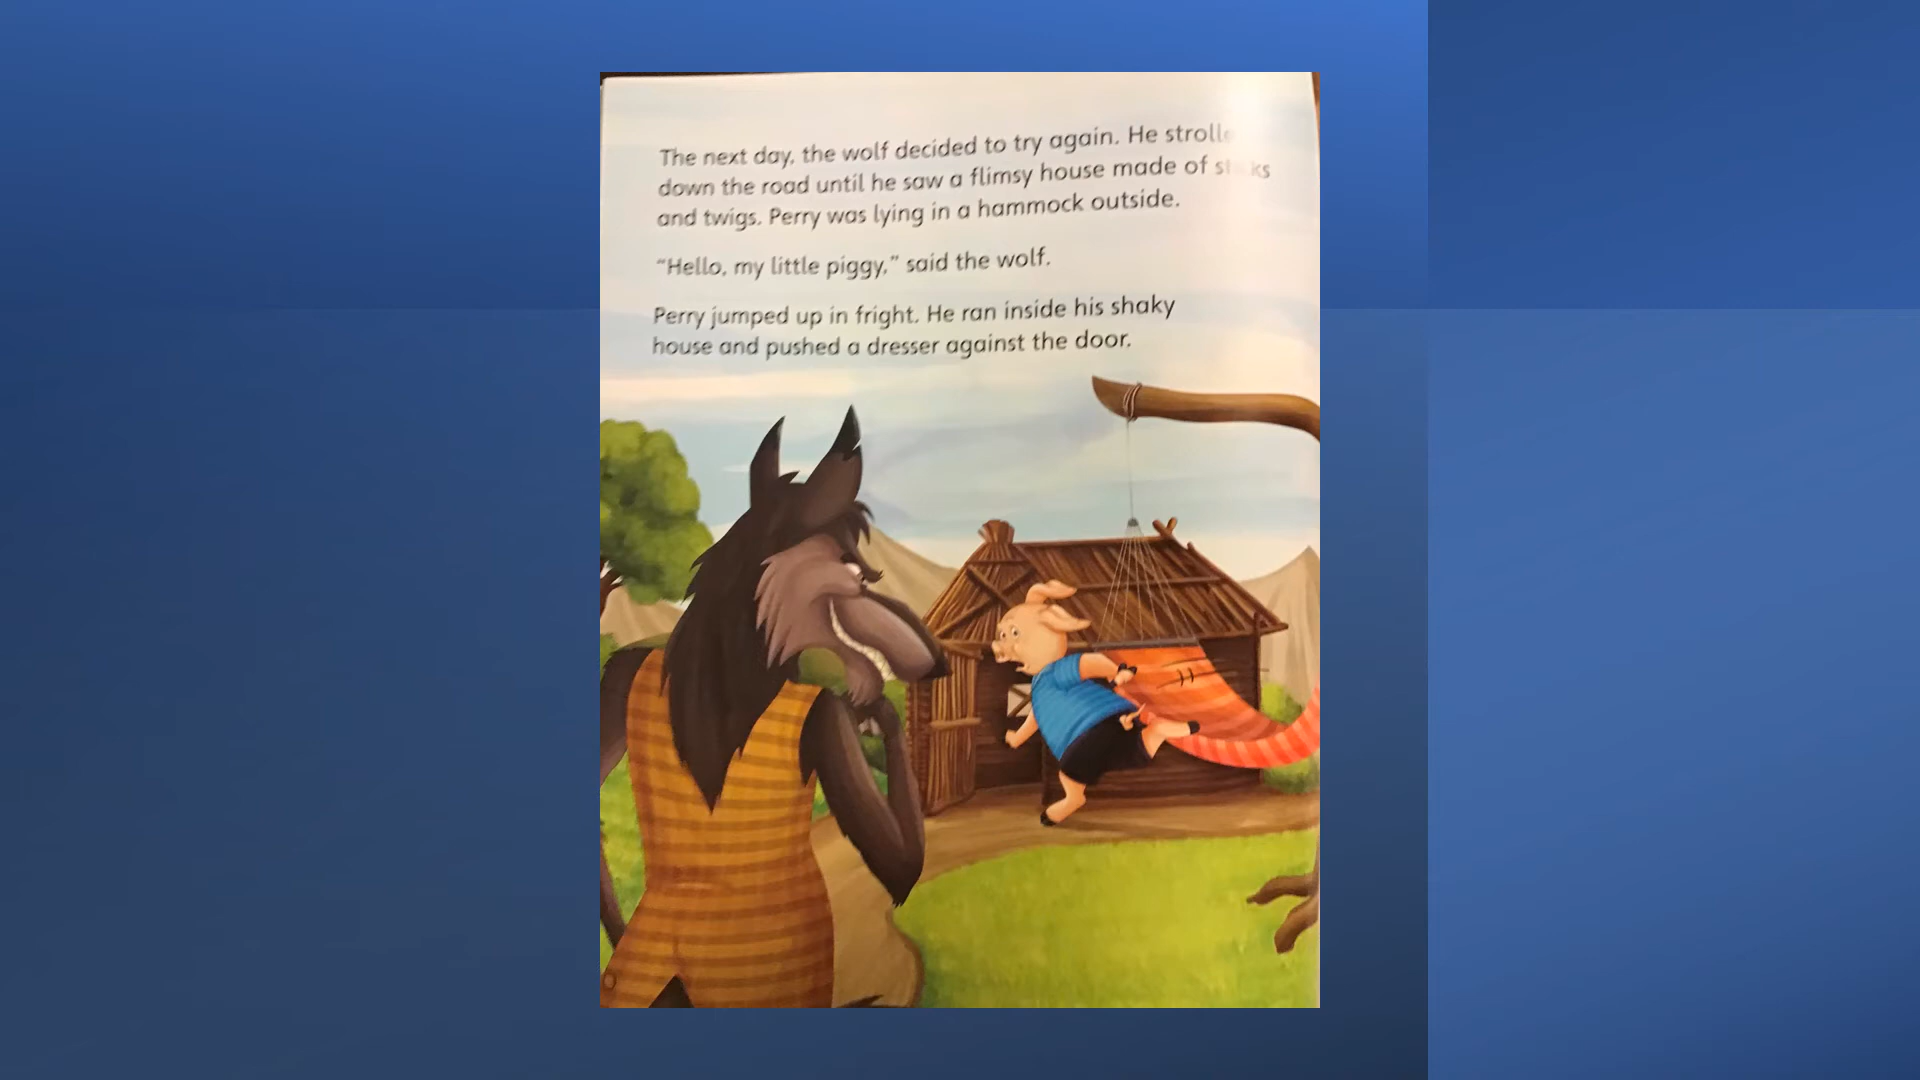 The next day, the wolf decided to try again. He
down the road until he saw a flimsy house made of
and twigs. Perry was lying in a hammock outside.
“Hello, my little piggy,” said the wolf.
Perry jumped up in fright. He ran inside his shaky
house and pushed a dresser against the door.